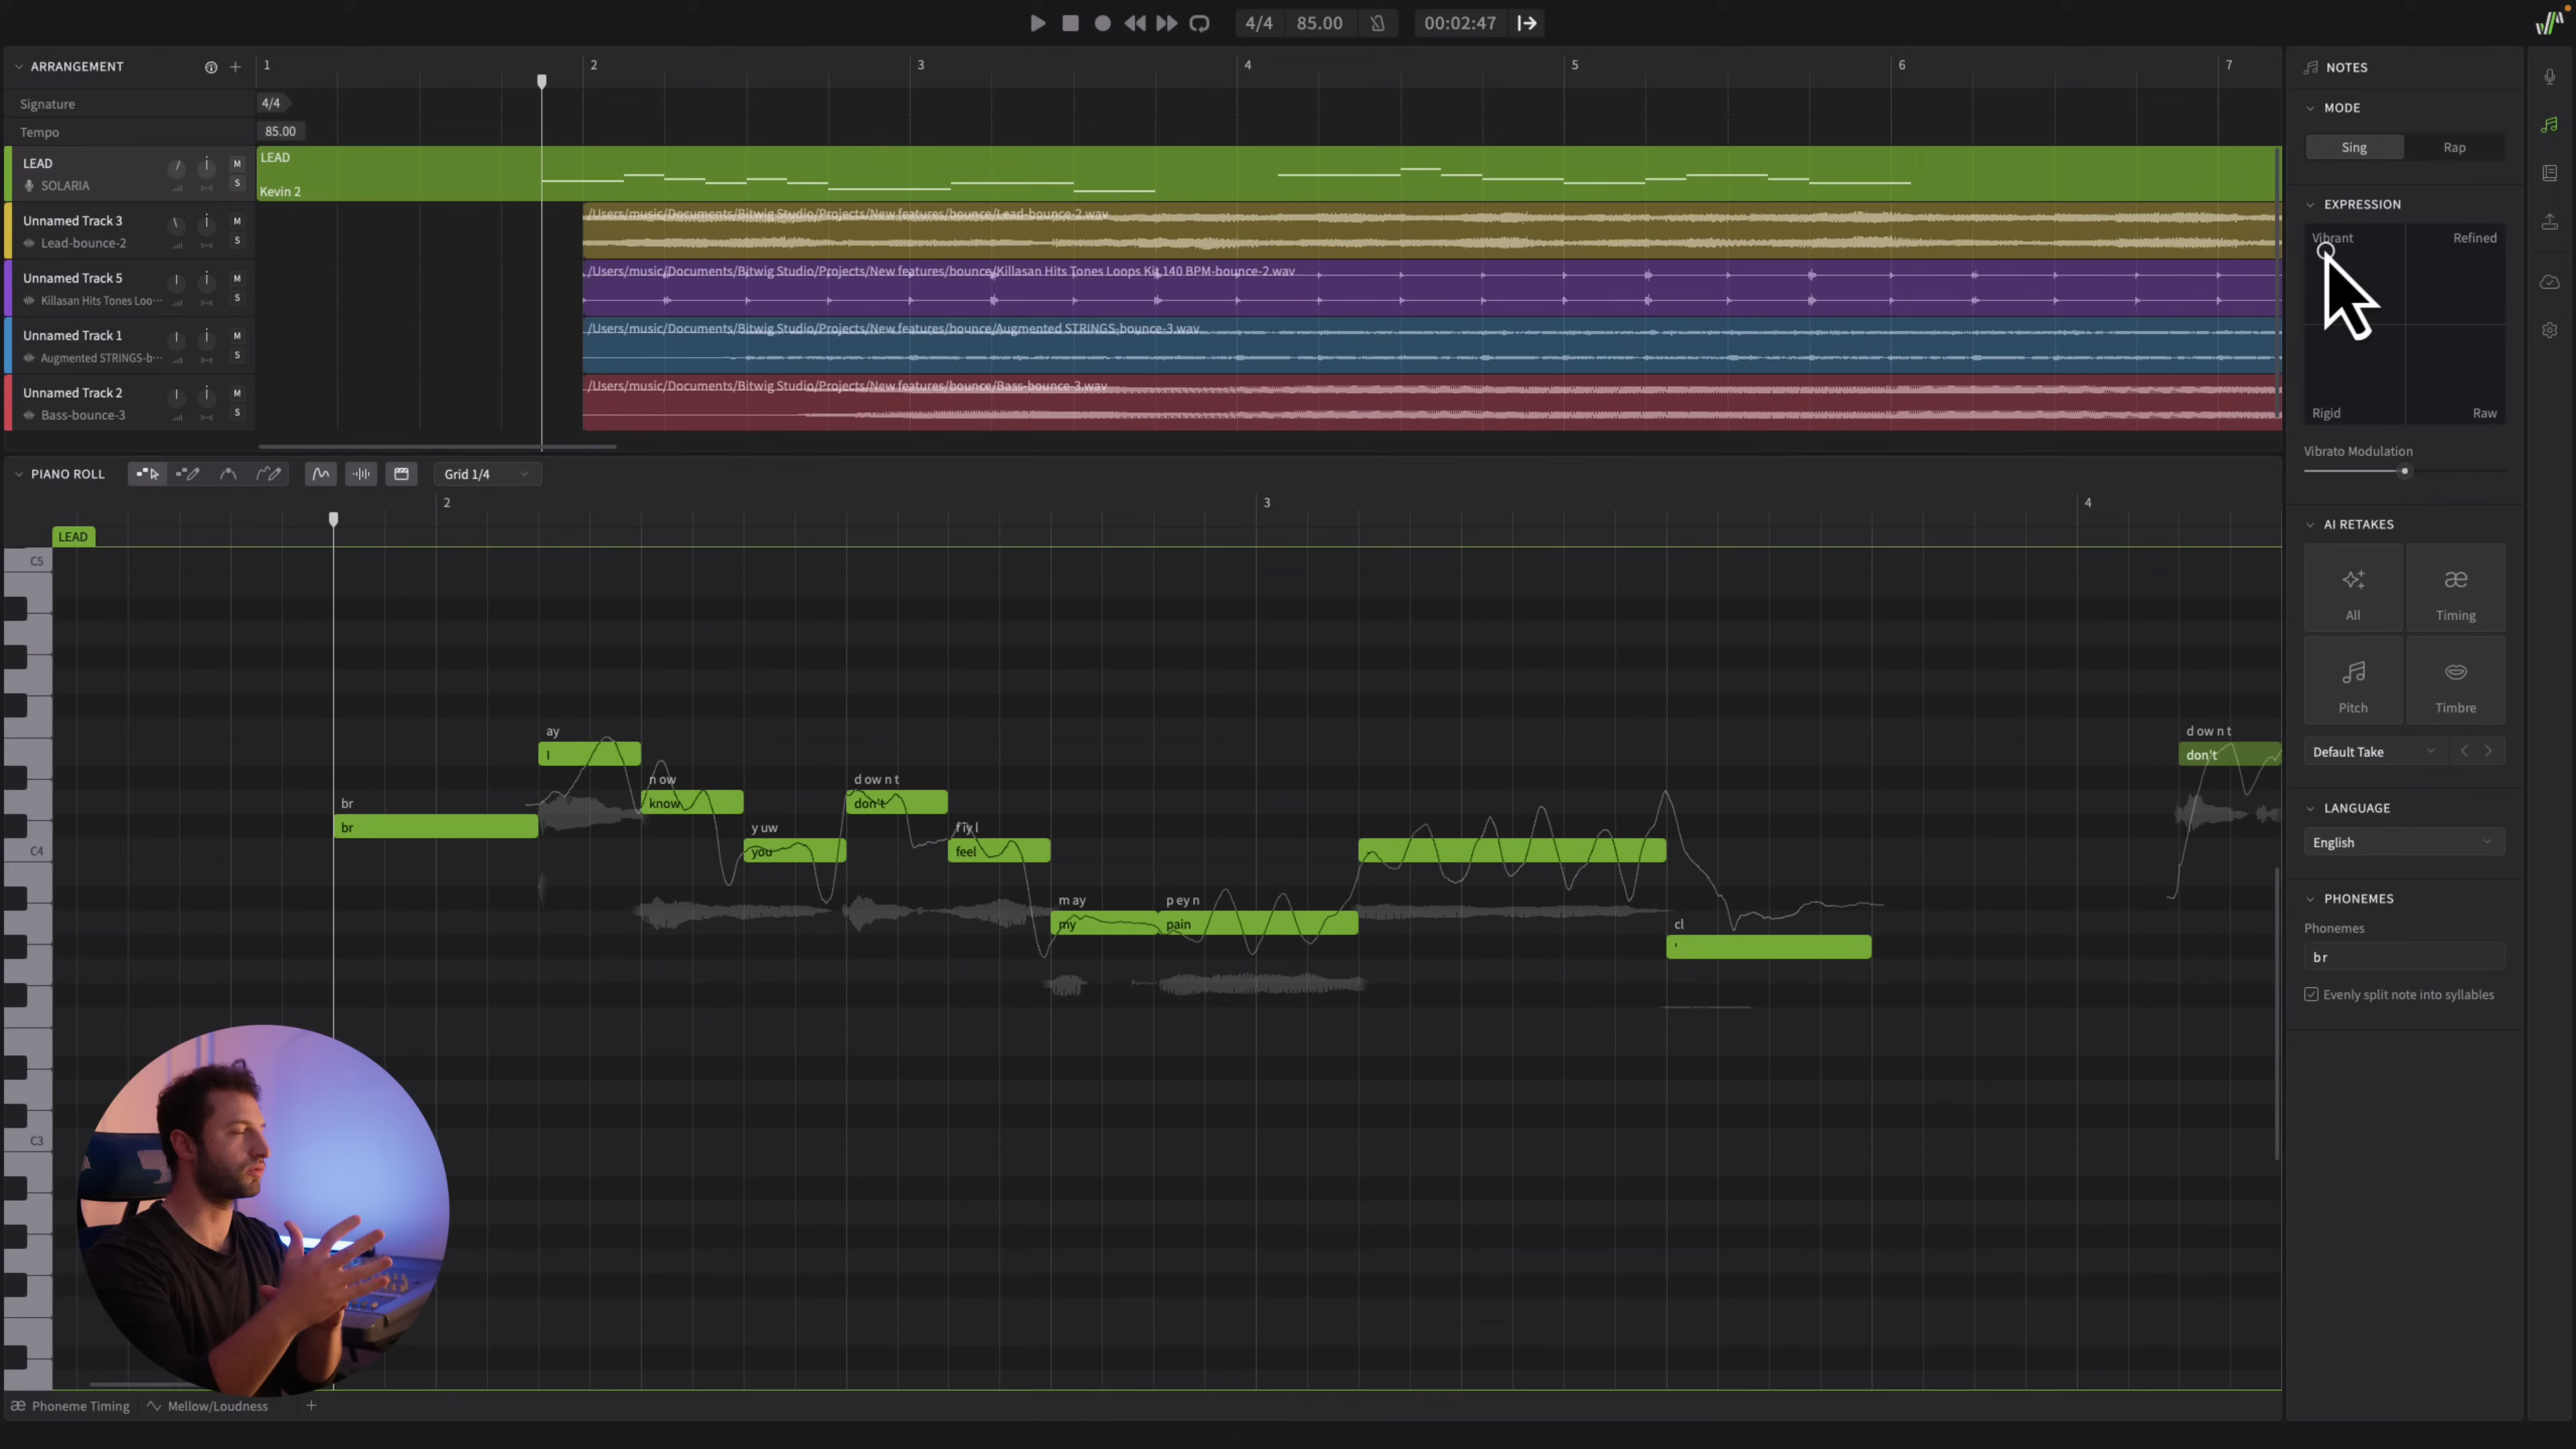 4/4 85.00 00:02:47
ARRANGEMENT
1 2 3 4 5 6 7
Signature 4/4
Tempo 85.00
LEAD M
SOLARIA S
LEAD
Kevin 2
Unnamed Track 3 M
Lead-bounce-2 S
/Users/music/Documents/Bitwig Studio/Projects/New features/bounce/Lead-bounce-2.wav
Unnamed Track 5 M
Killasan Hits Tones Loo··· S
/Users/music/Documents/Bitwig Studio/Projects/New features/bounce/Killasan Hits Tones Loops Kit 140 BPM-bounce-2.wav
Unnamed Track 1 M
Augmented STRINGS-b··· S
/Users/music/Documents/Bitwig Studio/Projects/New features/bounce/Augmented STRINGS-bounce-3.wav
Unnamed Track 2 M
Bass-bounce-3 S
/Users/music/Documents/Bitwig Studio/Projects/New features/bounce/Bass-bounce-3.wav
PIANO ROLL Grid 1/4
2 3 4
LEAD
C5
ay
I
d ow n t
don't
n ow
know
d ow n t
don't
br
br
y uw
you
f iy l
feel
C4
m ay
my
p ey n
pain
cl
'
C3
æ Phoneme Timing Mellow/Loudness +
NOTES
MODE
Sing Rap
EXPRESSION
Vibrant Refined
Rigid Raw
Vibrato Modulation
AI RETAKES
æ
All Timing
Pitch Timbre
Default Take
LANGUAGE
English
PHONEMES
Phonemes
br
Evenly split note into syllables